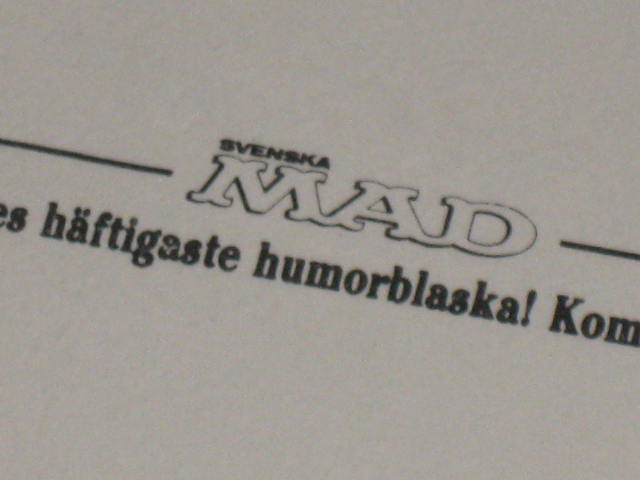 SVENSKA
MAD
es häftigaste humorblaska! Kom